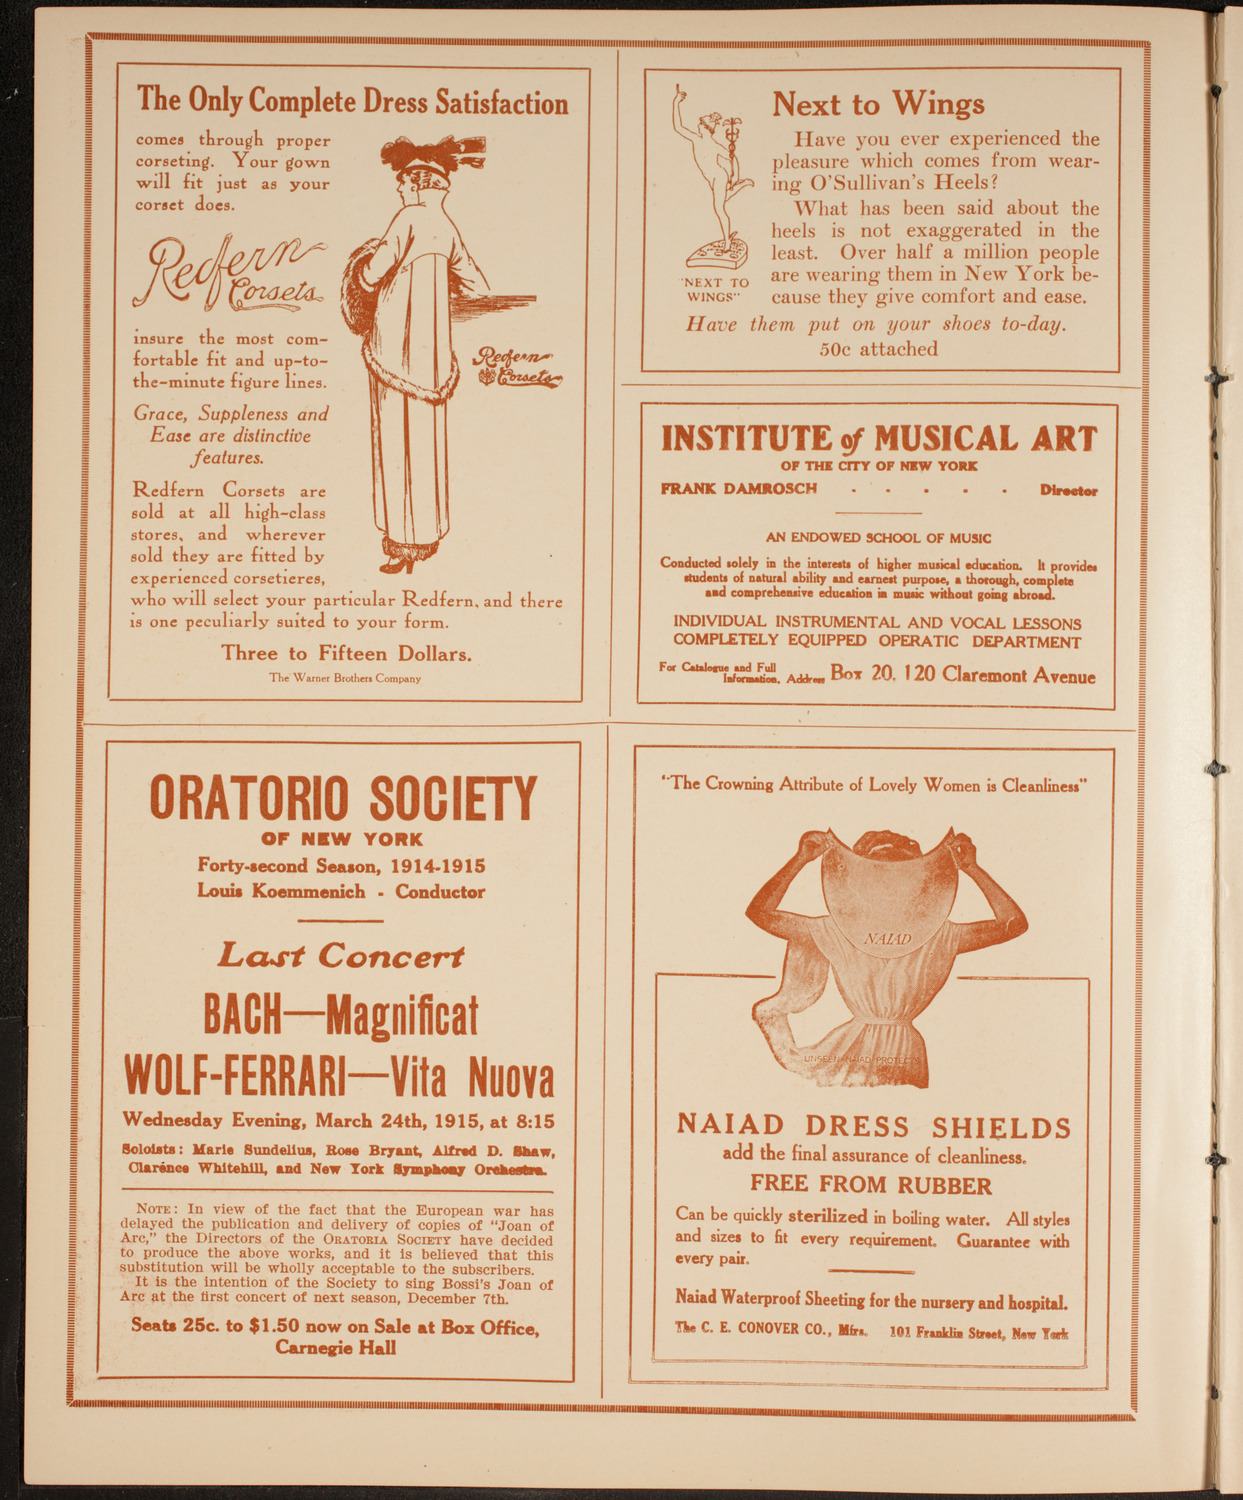 The Only Complete Dress Satisfaction
comes through proper
corseting. Your gown
will fit just as your
corset does.
Redfern
Corsets
insure the most com-
fortable fit and up-to-
the-minute figure lines.
Grace, Suppleness and
Ease are distinctive
features.
Redfern Corsets are
sold at all high-class
stores, and wherever
sold they are fitted by
experienced corsetieres,
who will select your particular Redfern, and there
is one peculiarly suited to your form.
Three to Fifteen Dollars.
The Warner Brothers Company
Redfern
Corsets
Next to Wings
Have you ever experienced the
pleasure which comes from wear-
ing O'Sullivan's Heels?
What has been said about the
heels is not exaggerated in the
least. Over half a million people
are wearing them in New York be-
cause they give comfort and ease.
"NEXT TO
WINGS"
Have them put on your shoes to-day.
50c attached
INSTITUTE of MUSICAL ART
OF THE CITY OF NEW YORK
FRANK DAMROSCH . . . . . Director
AN ENDOWED SCHOOL OF MUSIC
Conducted solely in the interests of higher musical education. It provides
students of natural ability and earnest purpose, a thorough, complete
and comprehensive education in music without going abroad.
INDIVIDUAL INSTRUMENTAL AND VOCAL LESSONS
COMPLETELY EQUIPPED OPERATIC DEPARTMENT
For Catalogue and Full
Information, Address Box 20, 120 Claremont Avenue
ORATORIO SOCIETY
OF NEW YORK
Forty-second Season, 1914-1915
Louis Koemmenich - Conductor
Last Concert
BACH—Magnificat
WOLF-FERRARI—Vita Nuova
Wednesday Evening, March 24th, 1915, at 8:15
Soloists: Marie Sundelius, Rose Bryant, Alfred D. Shaw,
Clarénce Whitehill, and New York Symphony Orchestra.
NOTE: In view of the fact that the European war has
delayed the publication and delivery of copies of "Joan of
Arc," the Directors of the ORATORIA SOCIETY have decided
to produce the above works, and it is believed that this
substitution will be wholly acceptable to the subscribers.
It is the intention of the Society to sing Bossi's Joan of
Arc at the first concert of next season, December 7th.
Seats 25c. to $1.50 now on Sale at Box Office,
Carnegie Hall
"The Crowning Attribute of Lovely Women is Cleanliness"
NAIAD
UNSEEN NAIAD PROTECTS
NAIAD DRESS SHIELDS
add the final assurance of cleanliness.
FREE FROM RUBBER
Can be quickly sterilized in boiling water. All styles
and sizes to fit every requirement. Guarantee with
every pair.
Naiad Waterproof Sheeting for the nursery and hospital.
The C. E. CONOVER CO., Mfrs. 101 Franklin Street, New York